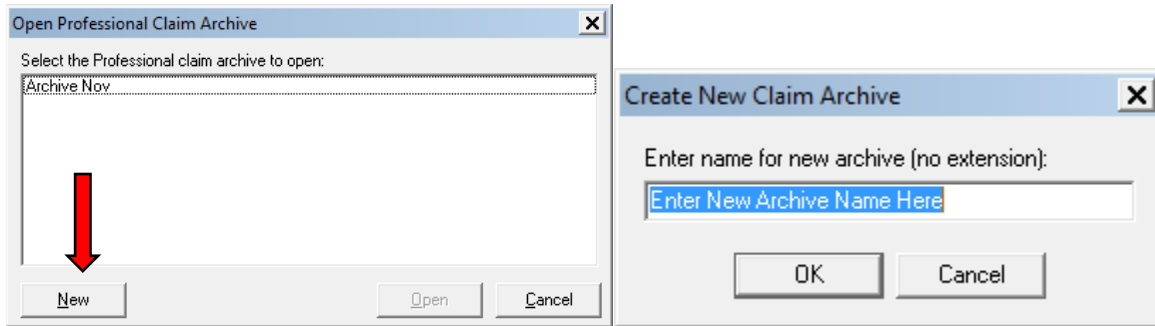 Open Professional Claim Archive
Select the Professional claim archive to open:
Archive Nov
New
Open
Cancel
Create New Claim Archive
Enter name for new archive (no extension):
Enter New Archive Name Here
OK
Cancel